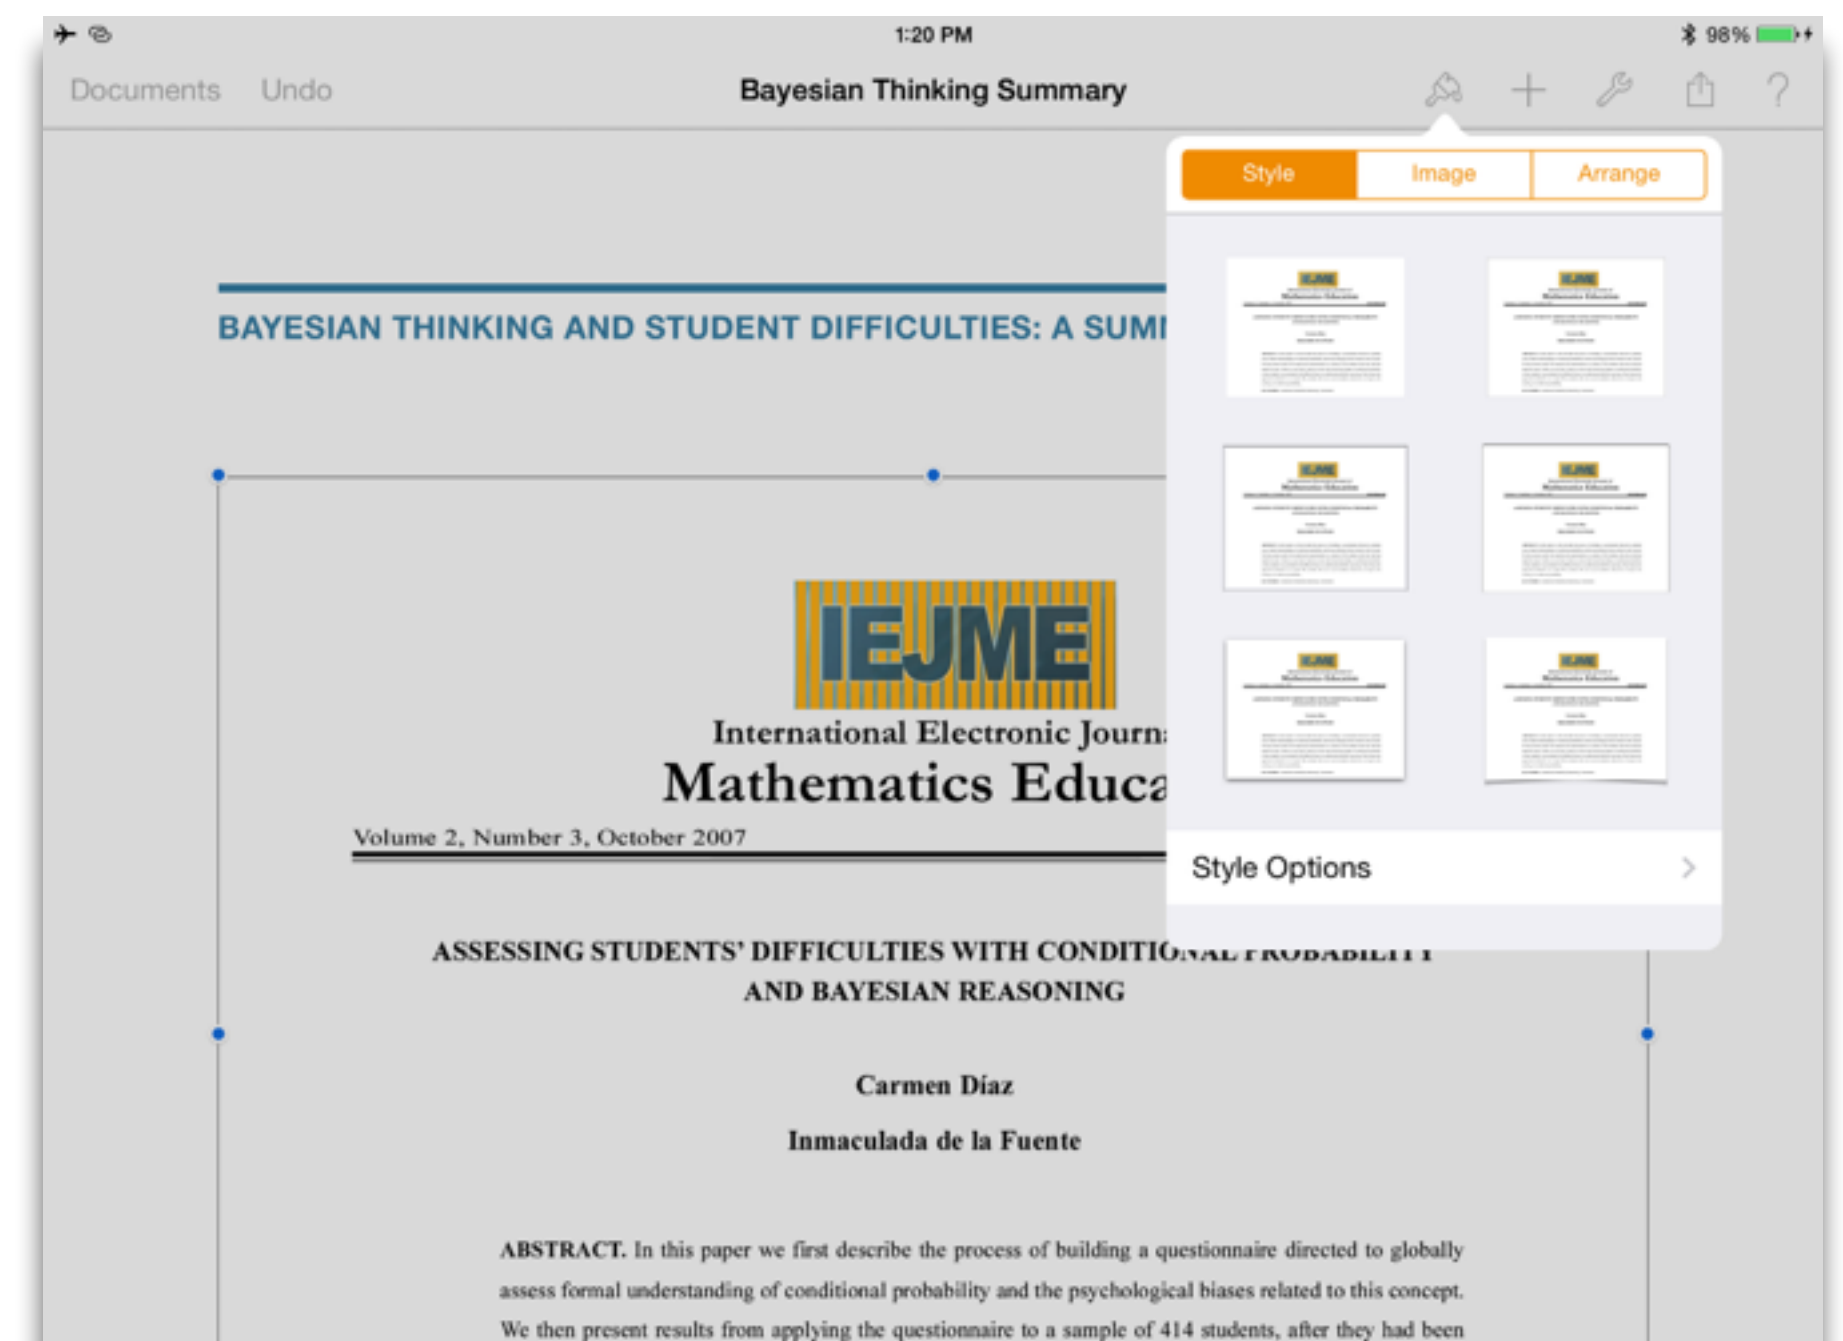 1:20 PM
98%
Documents Undo Bayesian Thinking Summary ?
Style Image Arrange
BAYESIAN THINKING AND STUDENT DIFFICULTIES: A
IEJME
International Electronic
Mathematics
Volume 2, Number 3, October 2007
Style Options
ASSESSING STUDENTS’ DIFFICULTIES WITH CONDITIONAL PROBABILITY
AND BAYESIAN REASONING
Carmen Díaz
Inmaculada de la Fuente
ABSTRACT. In this paper we first describe the process of building a questionnaire directed to globally
assess formal understanding of conditional probability and the psychological biases related to this concept.
We then present results from applying the questionnaire to a sample of 414 students, after they had been